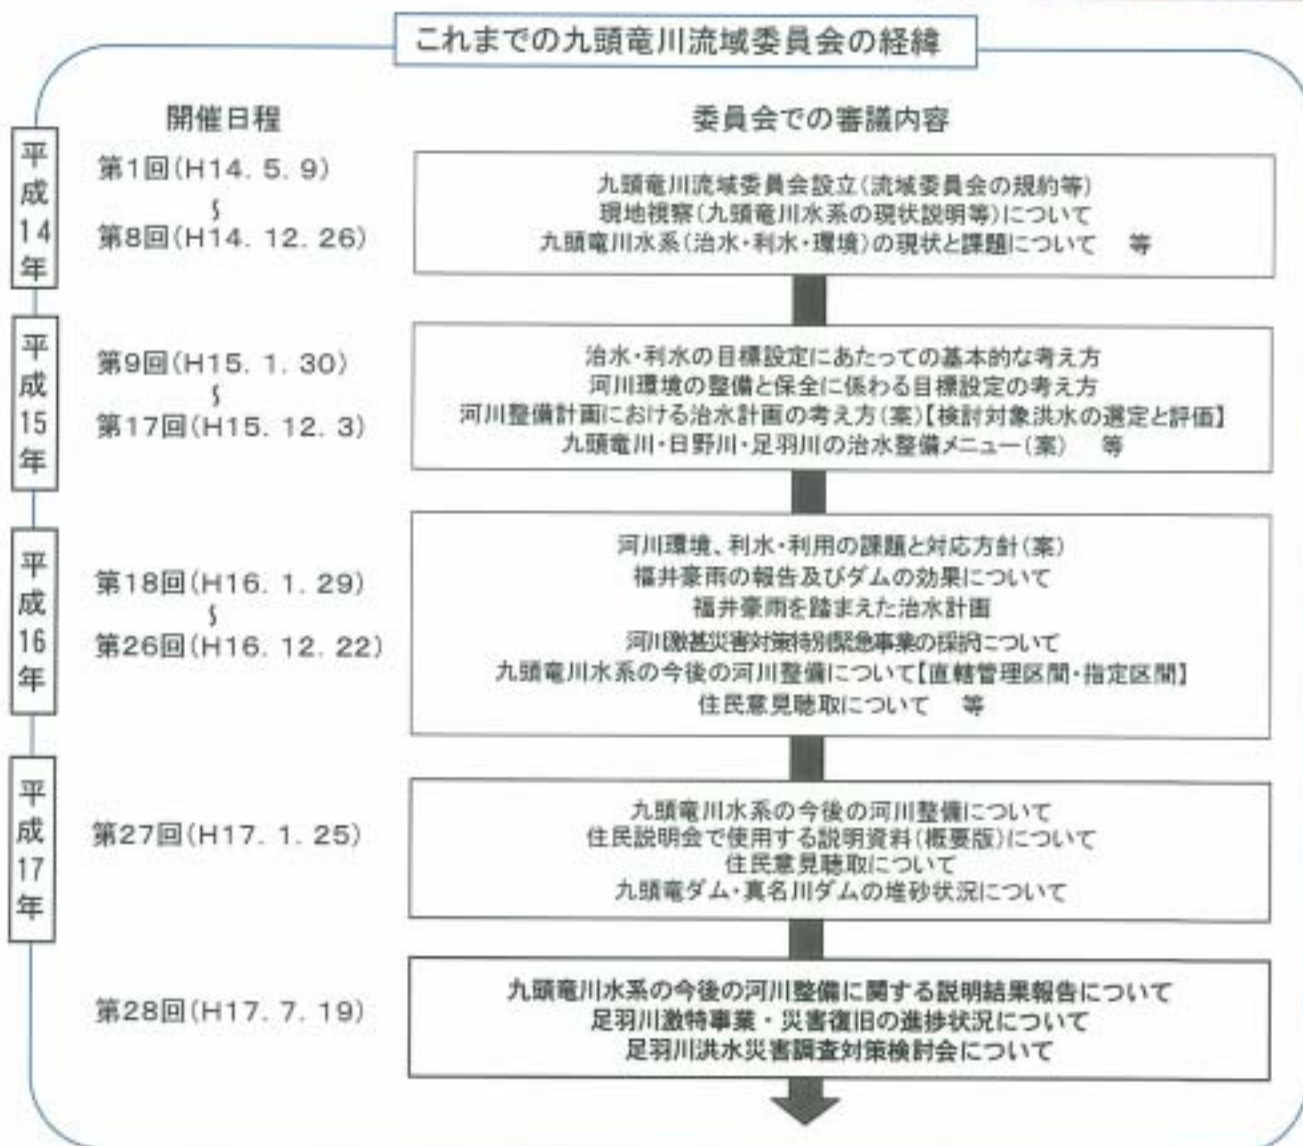 これまでの九頭竜川流域委員会の経緯
開催日程
委員会での審議内容
平成14年
第1回(H14. 5. 9)
～
第8回(H14. 12. 26)
九頭竜川流域委員会設立(流域委員会の規約等)
現地視察(九頭竜川水系の現状説明等)について
九頭竜川水系(治水・利水・環境)の現状と課題について 等
平成15年
第9回(H15. 1. 30)
～
第17回(H15. 12. 3)
治水・利水の目標設定にあたっての基本的な考え方
河川環境の整備と保全に係わる目標設定の考え方
河川整備計画における治水計画の考え方(案)【検討対象洪水の選定と評価】
九頭竜川・日野川・足羽川の治水整備メニュー(案) 等
平成16年
第18回(H16. 1. 29)
～
第26回(H16. 12. 22)
河川環境、利水・利用の課題と対応方針(案)
福井豪雨の報告及びダムの効果について
福井豪雨を踏まえた治水計画
河川激甚災害対策特別緊急事業の採択について
九頭竜川水系の今後の河川整備について【直轄管理区間・指定区間】
住民意見聴取について 等
平成17年
第27回(H17. 1. 25)
九頭竜川水系の今後の河川整備について
住民説明会で使用する説明資料(概要版)について
住民意見聴取について
九頭竜ダム・真名川ダムの堆砂状況について
第28回(H17. 7. 19)
九頭竜川水系の今後の河川整備に関する説明結果報告について
足羽川激特事業・災害復旧の進捗状況について
足羽川洪水災害調査対策検討会について